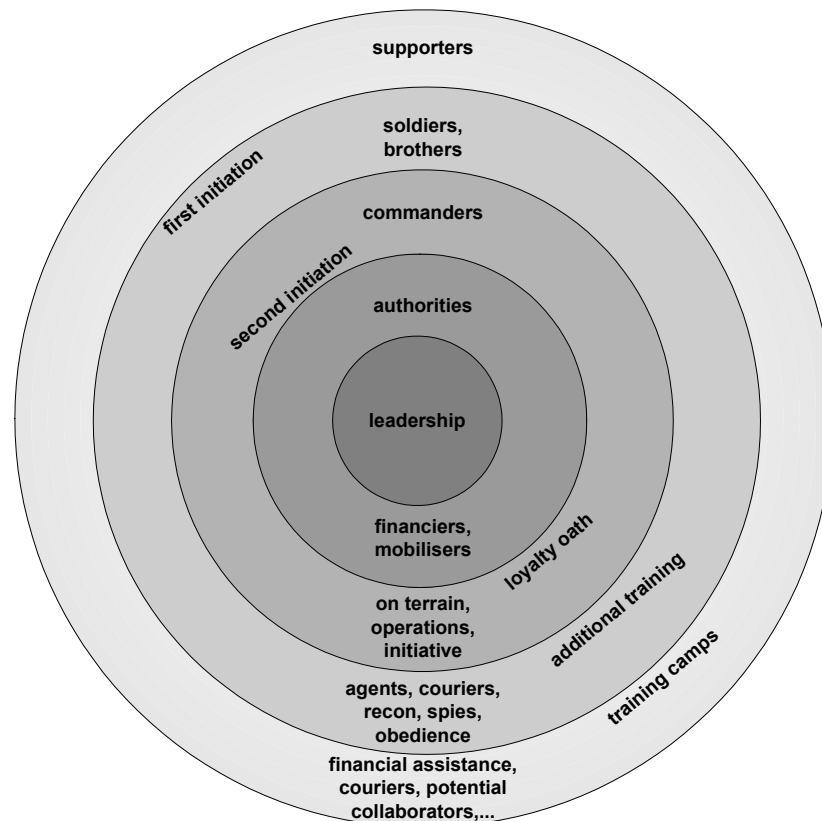 supporters
soldiers,
brothers
first initiation
commanders
second initiation
authorities
leadership
financiers,
mobilisers
loyalty oath
on terrain,
operations,
initiative
additional training
training camps
agents, couriers,
recon, spies,
obedience
financial assistance,
couriers, potential
collaborators,...